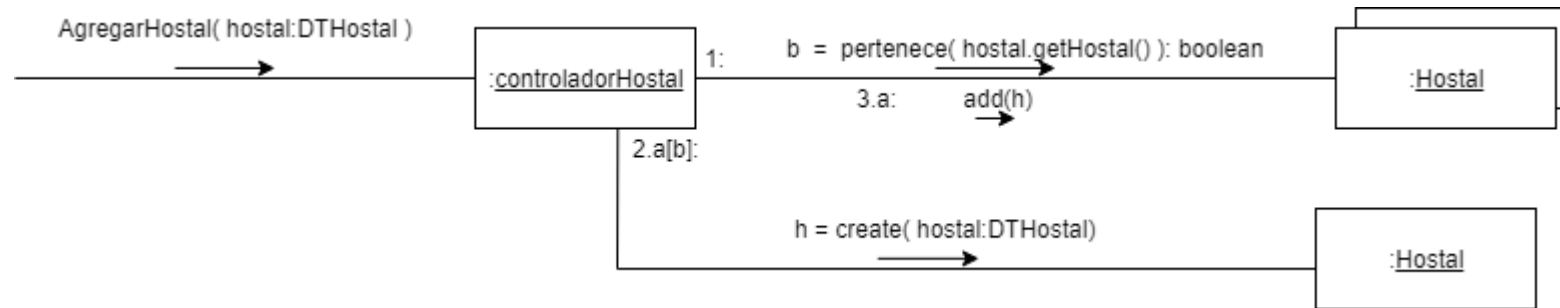 AgregarHostal( hostal:DTHostal )
:controladorHostal
1: b = pertenece( hostal.getHostal() ): boolean
3.a: add(h)
:Hostal
2.a[b]:
h = create( hostal:DTHostal)
:Hostal